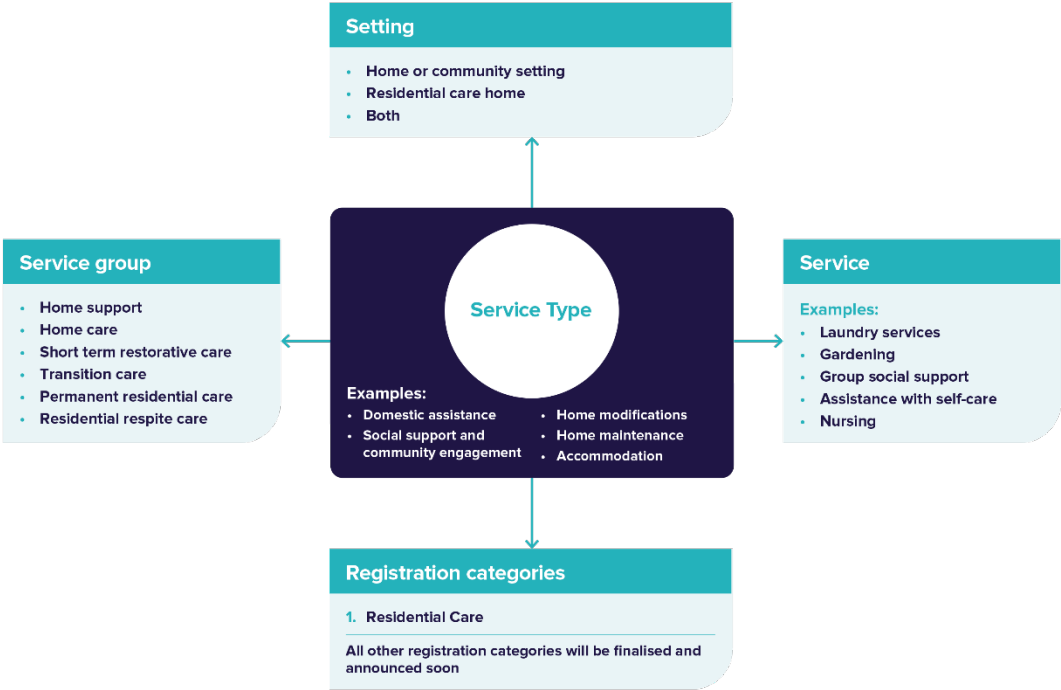 Setting
• Home or community setting
• Residential care home
• Both
Service group
• Home support
• Home care
• Short term restorative care
• Transition care
• Permanent residential care
• Residential respite care
Service Type
Examples:
• Domestic assistance
• Social support and
community engagement
• Home modifications
• Home maintenance
• Accommodation
Service
Examples:
• Laundry services
• Gardening
• Group social support
• Assistance with self-care
• Nursing
Registration categories
1. Residential Care
All other registration categories will be finalised and
announced soon